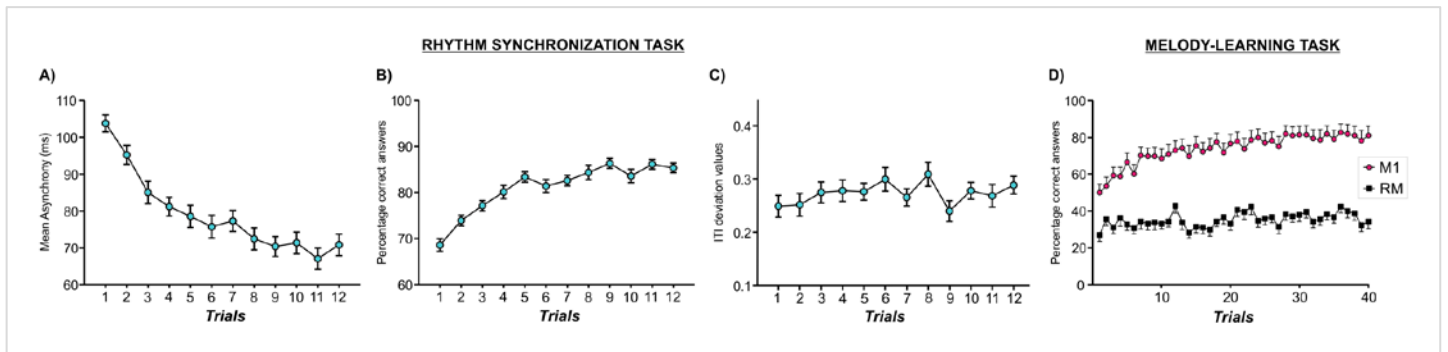 RHYTHM SYNCHRONIZATION TASK
MELODY-LEARNING TASK
A)
Mean Asynchrony (ms)
110
100
90
80
70
60
1 2 3 4 5 6 7 8 9 10 11 12
Trials
B)
Percentage correct answers
100
90
80
70
60
1 2 3 4 5 6 7 8 9 10 11 12
Trials
C)
ITI deviation values
0.4
0.3
0.2
0.1
1 2 3 4 5 6 7 8 9 10 11 12
Trials
D)
Percentage correct answers
100
80
60
40
20
0
10 20 30 40
Trials
M1
RM